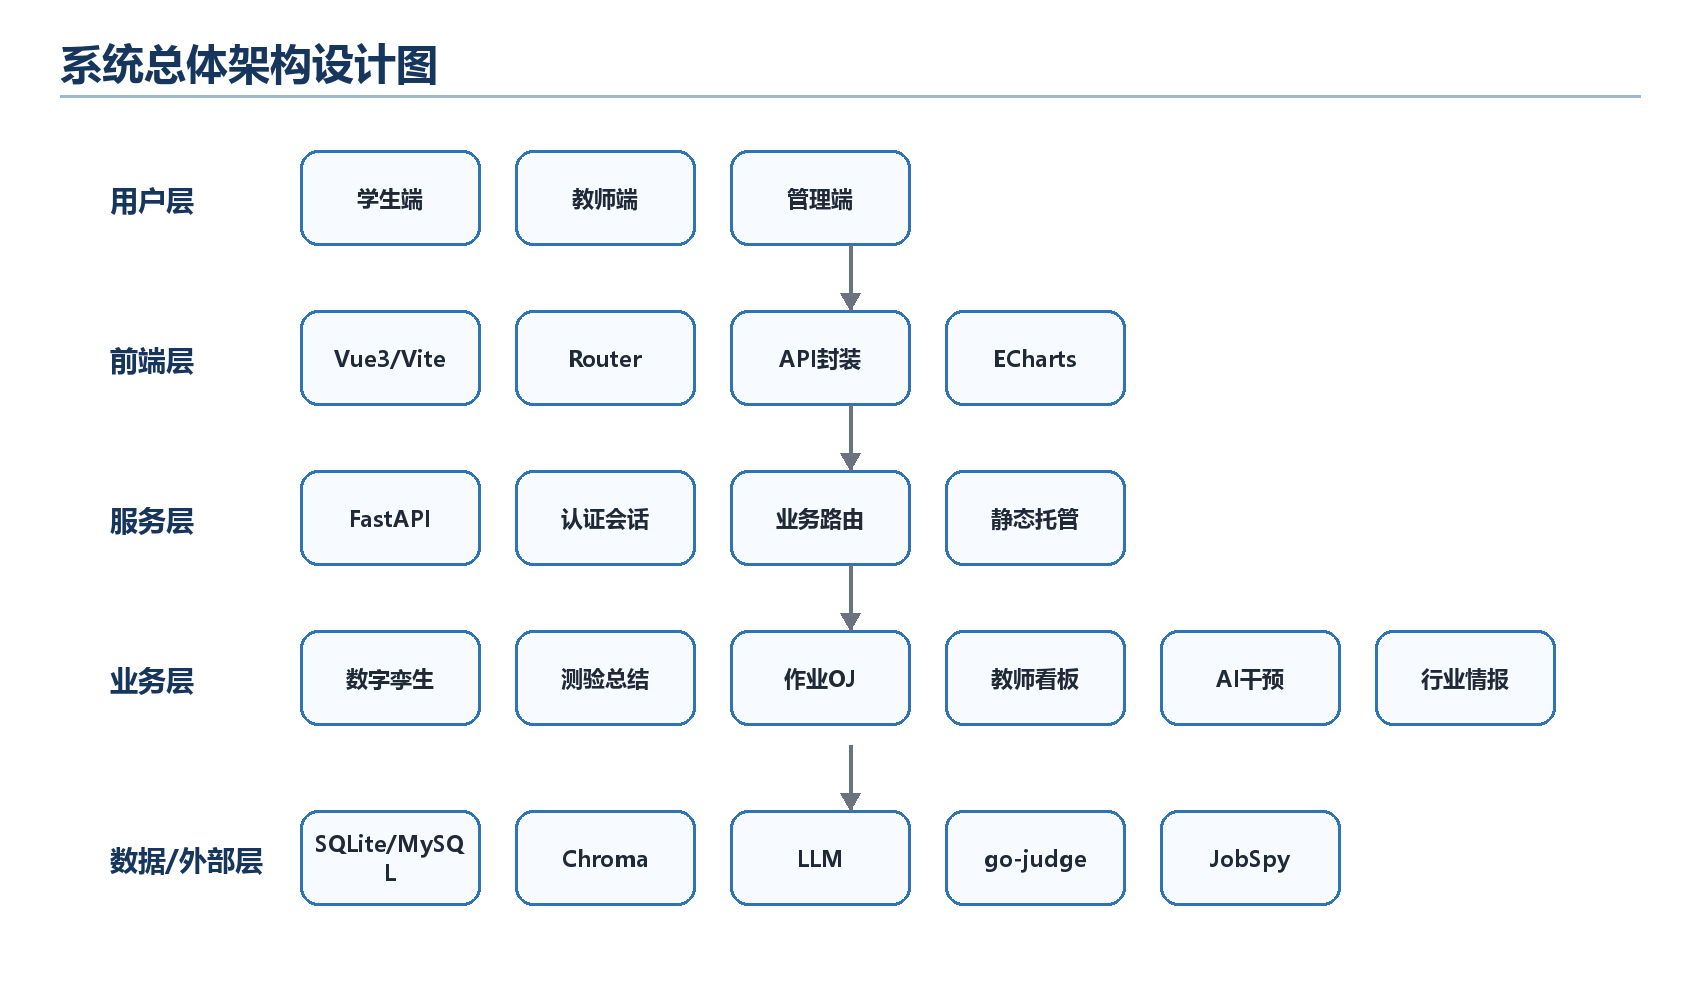 系统总体架构设计图
用户层
学生端
教师端
管理端
前端层
Vue3/Vite
Router
API封装
ECharts
服务层
FastAPI
认证会话
业务路由
静态托管
业务层
数字孪生
测验总结
作业OJ
教师看板
AI干预
行业情报
数据/外部层
SQLite/MySQ
L
Chroma
LLM
go-judge
JobSpy